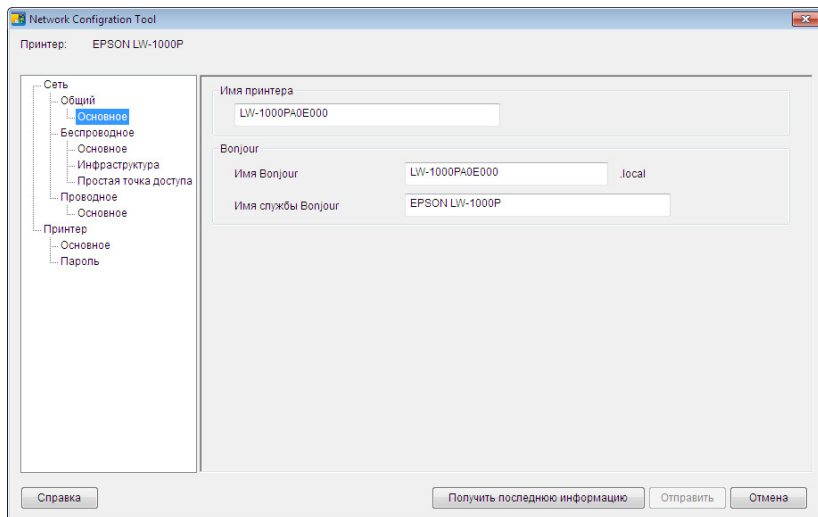 Network Configration Tool
Принтер: EPSON LW-1000P
Сеть
Общий
Основное
Беспроводное
Основное
Инфраструктура
Простая точка доступа
Проводное
Основное
Принтер
Основное
Пароль
Имя принтера
LW-1000PA0E000
Bonjour
Имя Bonjour LW-1000PA0E000 .local
Имя службы Bonjour EPSON LW-1000P
Справка Получить последнюю информацию Отправить Отмена